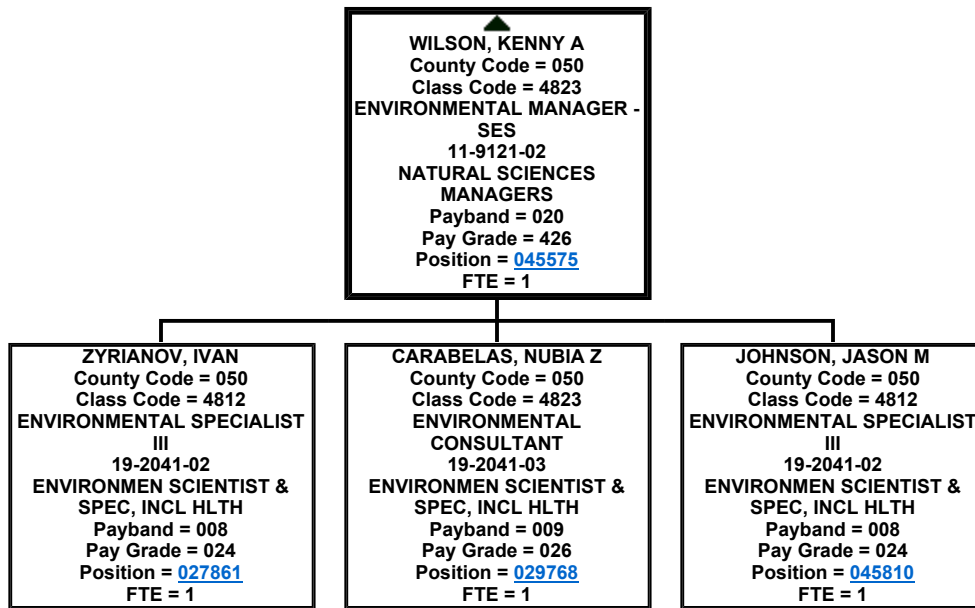 WILSON, KENNY A
County Code = 050
Class Code = 4823
ENVIRONMENTAL MANAGER -
SES
11-9121-02
NATURAL SCIENCES
MANAGERS
Payband = 020
Pay Grade = 426
Position = 045575
FTE = 1
ZYRIANOV, IVAN
County Code = 050
Class Code = 4812
ENVIRONMENTAL SPECIALIST
III
19-2041-02
ENVIRONMEN SCIENTIST &
SPEC, INCL HLTH
Payband = 008
Pay Grade = 024
Position = 027861
FTE = 1
CARABELAS, NUBIA Z
County Code = 050
Class Code = 4823
ENVIRONMENTAL
CONSULTANT
19-2041-03
ENVIRONMEN SCIENTIST &
SPEC, INCL HLTH
Payband = 009
Pay Grade = 026
Position = 029768
FTE = 1
JOHNSON, JASON M
County Code = 050
Class Code = 4812
ENVIRONMENTAL SPECIALIST
III
19-2041-02
ENVIRONMEN SCIENTIST &
SPEC, INCL HLTH
Payband = 008
Pay Grade = 024
Position = 045810
FTE = 1